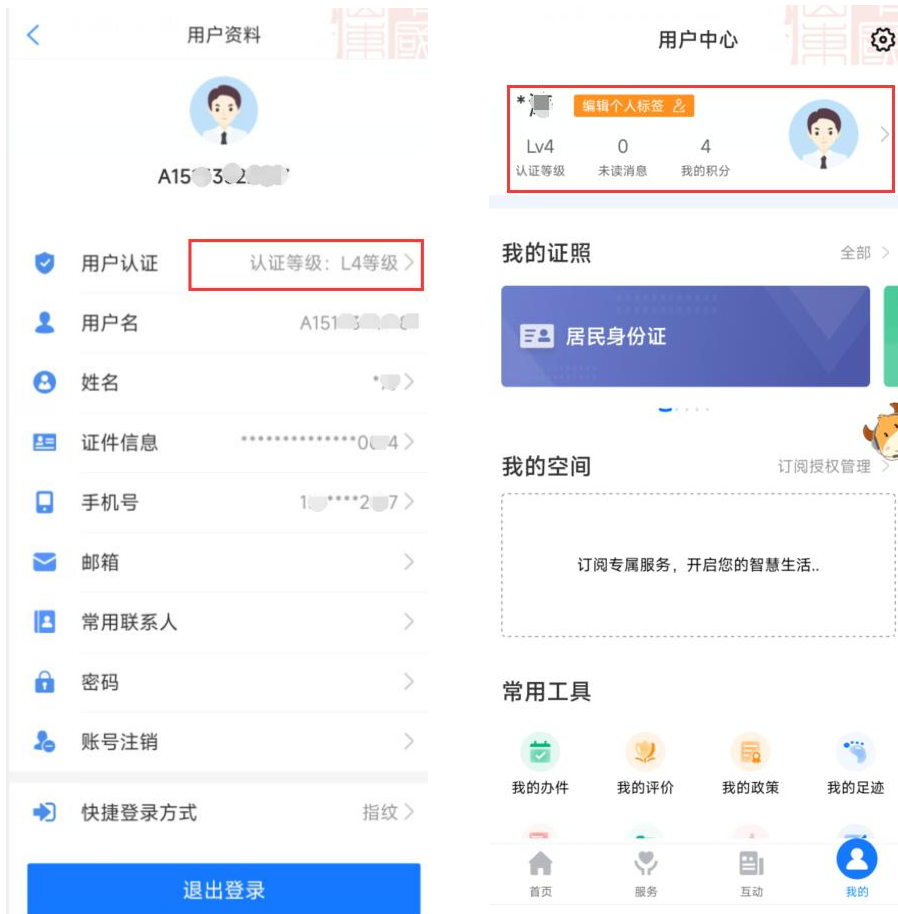 用户资料
用户认证
认证等级：L4等级
用户名
姓名
证件信息
手机号
邮箱
常用联系人
密码
账号注销
快捷登录方式
指纹
退出登录
用户中心
编辑个人标签
Lv4
0
4
认证等级
未读消息
我的积分
我的证照
全部
居民身份证
我的空间
订阅授权管理
订阅专属服务，开启您的智慧生活..
常用工具
我的办件
我的评价
我的政策
我的足迹
首页
服务
互动
我的